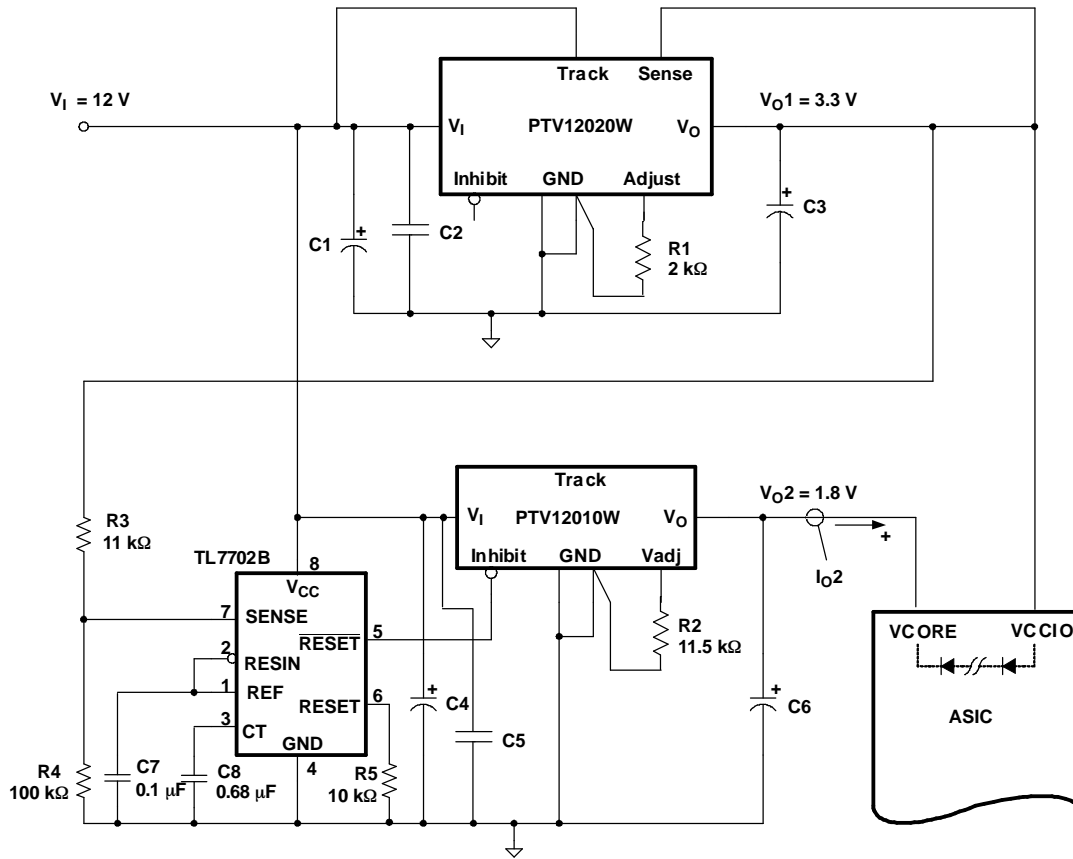 Track Sense
V_I = 12 V
V_O1 = 3.3 V
V_I PTV12020W V_O
Inhibit GND Adjust
C1 + C2
R1
2 kΩ
+ C3
Track
V_I PTV12010W V_O
V_O2 = 1.8 V
Inhibit GND Vadj
+
I_O2
R3
11 kΩ
TL7702B
8
V_CC
7 SENSE
RESET 5
2 RESIN
1 REF
RESET 6
3 CT
GND
4
R2
11.5 kΩ
+ C4
C5
+ C6
VCORE VCCIO
ASIC
R4
100 kΩ
C7
0.1 μF
C8
0.68 μF
R5
10 kΩ